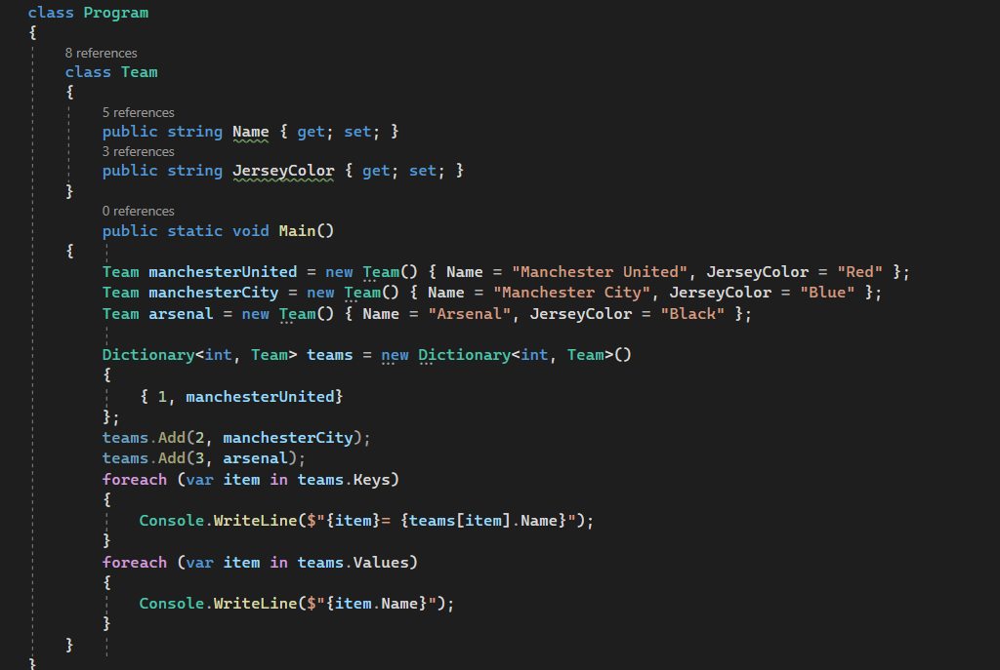 class Program
{
8 references
class Team
{
5 references
public string Name { get; set; }
3 references
public string JerseyColor { get; set; }
}
0 references
public static void Main()
{
Team manchesterUnited = new Team() { Name = "Manchester United", JerseyColor = "Red" };
Team manchesterCity = new Team() { Name = "Manchester City", JerseyColor = "Blue" };
Team arsenal = new Team() { Name = "Arsenal", JerseyColor = "Black" };
Dictionary<int, Team> teams = new Dictionary<int, Team>()
{
{ 1, manchesterUnited}
};
teams.Add(2, manchesterCity);
teams.Add(3, arsenal);
foreach (var item in teams.Keys)
{
Console.WriteLine($"{item}= {teams[item].Name}");
}
foreach (var item in teams.Values)
{
Console.WriteLine($"{item.Name}");
}
}
}